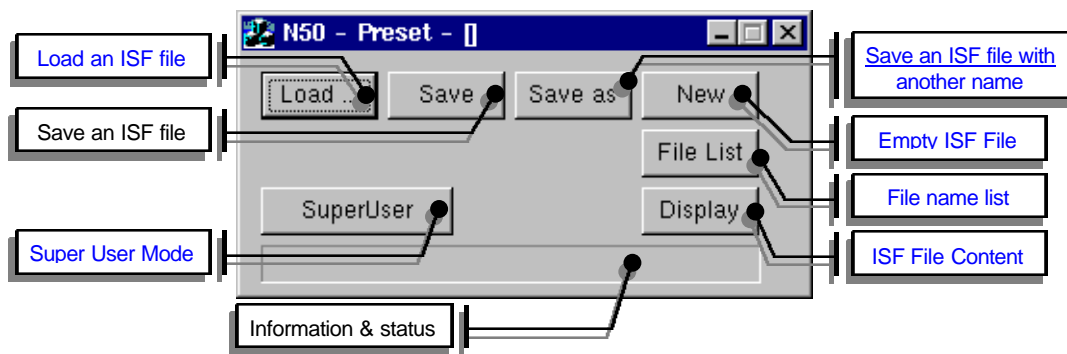 N50 - Preset - []
Load an ISF file
Save an ISF file with
another name
Load ...
Save
Save as
New
Save an ISF file
Empty ISF File
File List
File name list
SuperUser
Display
Super User Mode
ISF File Content
Information & status